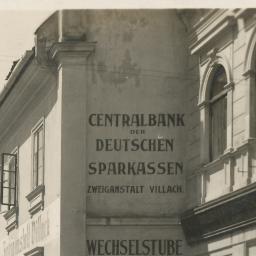 CENTRALBANK
DER
DEUTSCHEN
SPARKASSEN
ZWEIGANSTALT VILLACH.
WECHSELSTUBE